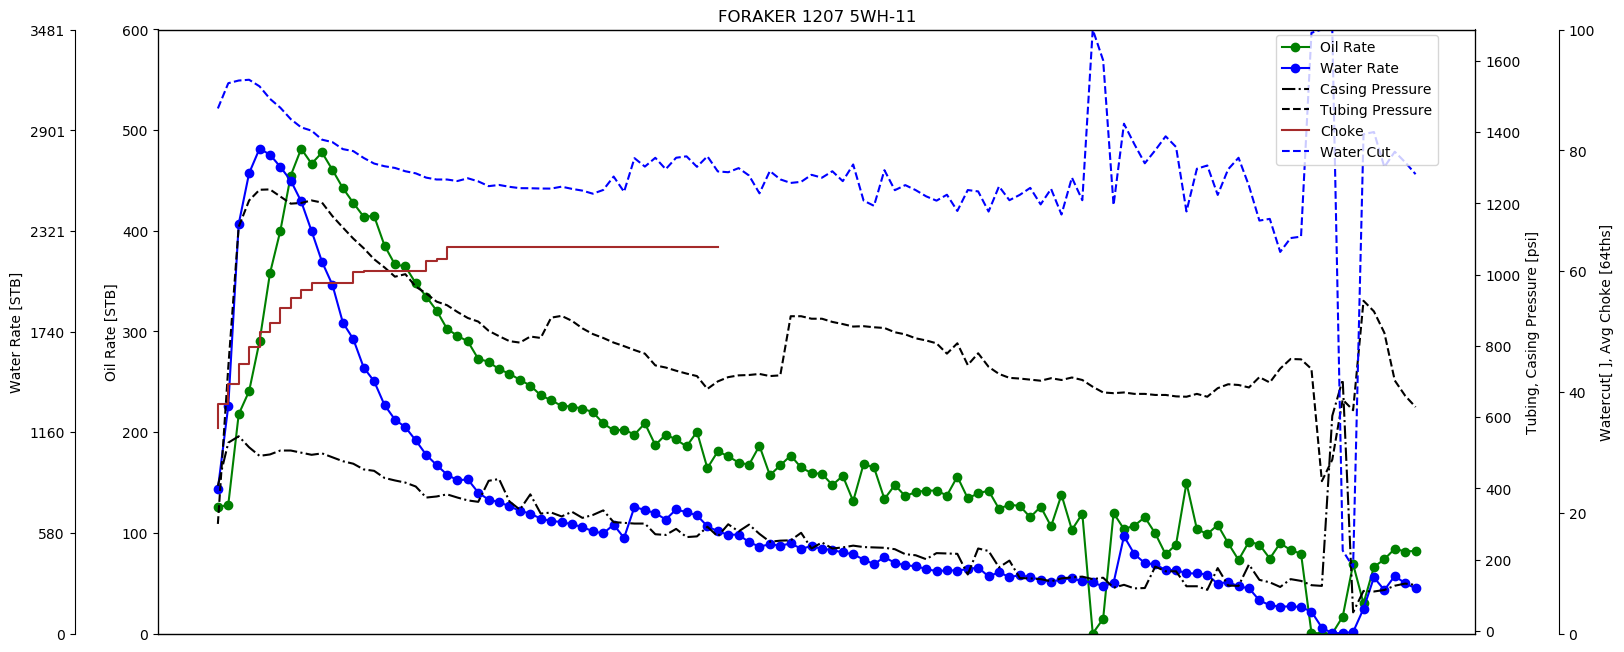 FORAKER 1207 5WH-11
3481
2901
2321
1740
1160
580
0
Water Rate [STB]
600
500
400
300
200
100
0
Oil Rate [STB]
Oil Rate
Water Rate
Casing Pressure
Tubing Pressure
Choke
Water Cut
1600
1400
1200
1000
800
600
400
200
0
Tubing, Casing Pressure [psi]
100
80
60
40
20
0
Watercut[ ], Avg Choke [64ths]